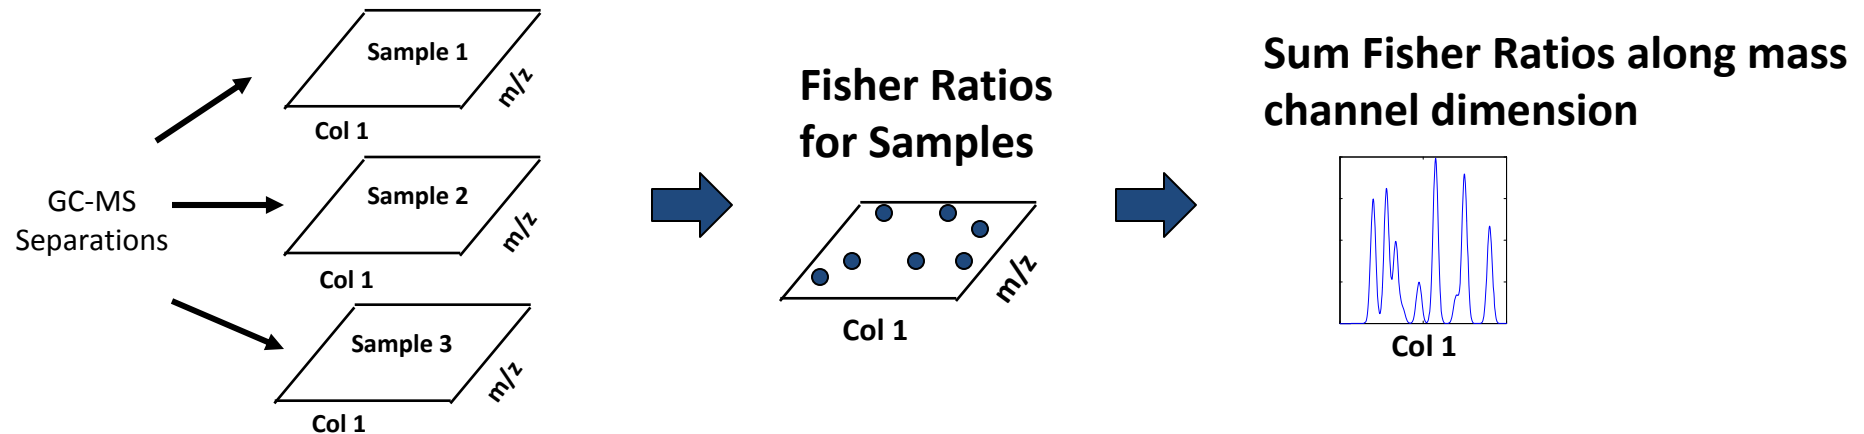 GC-MS
Separations
Sample 1
m/z
Col 1
Sample 2
m/z
Col 1
Sample 3
m/z
Col 1
Fisher Ratios
for Samples
m/z
Col 1
Sum Fisher Ratios along mass
channel dimension
Col 1